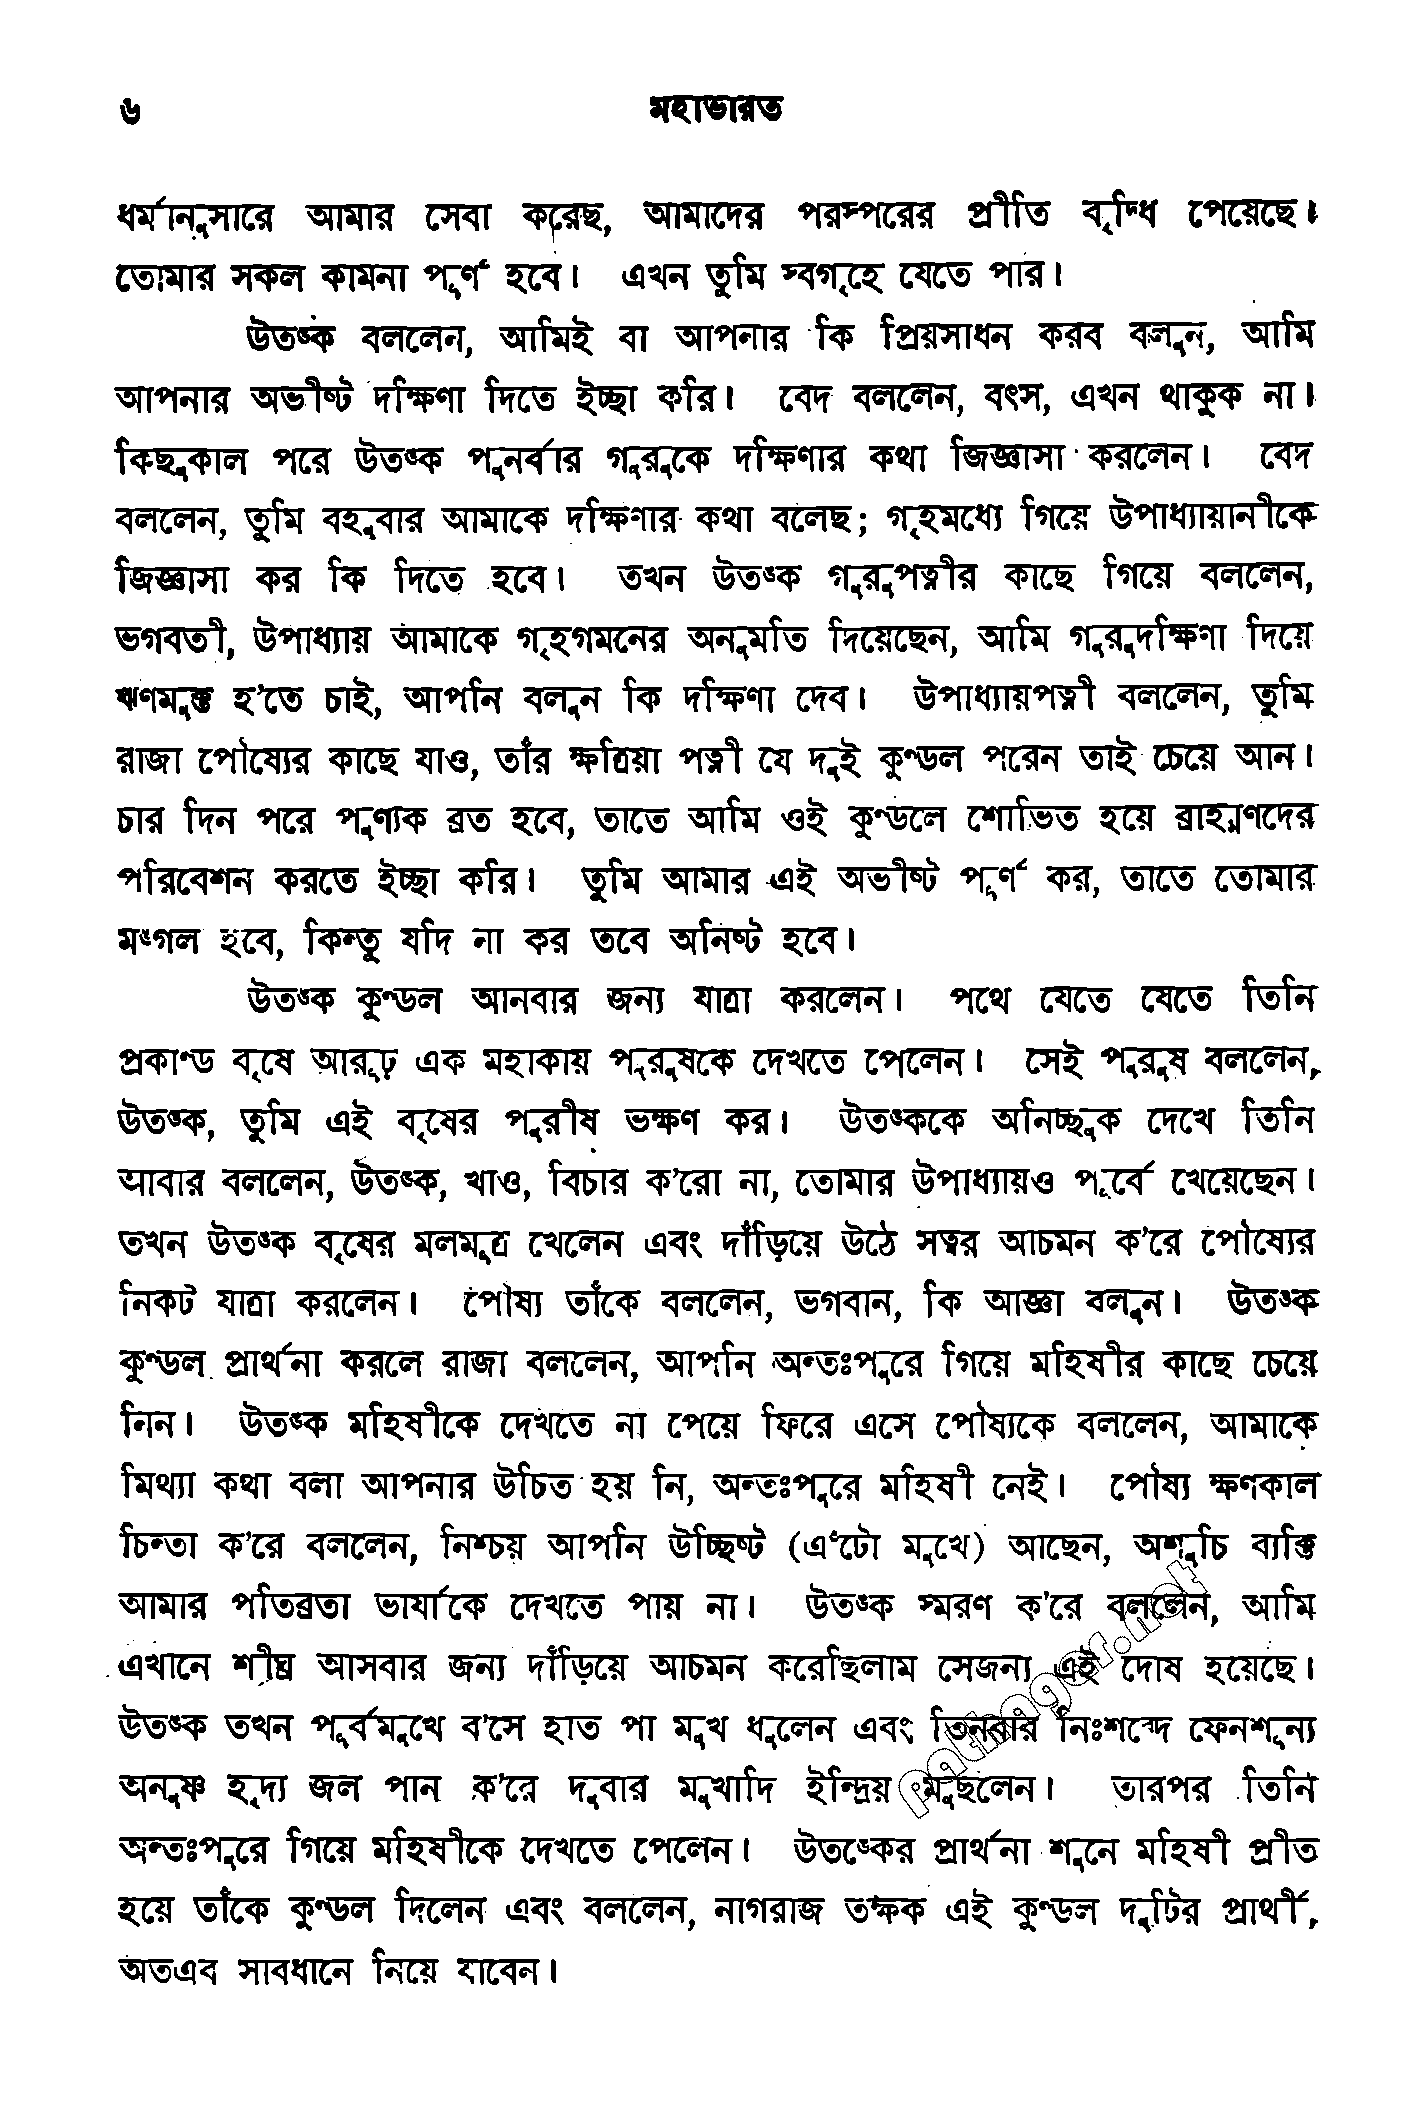 ৬ মহাভারত
ধর্মানুসারে আমার সেবা করেছ, আমাদের পরস্পরের প্রীতি বৃদ্ধি পেয়েছে।
তোমার সকল কামনা পূর্ণ হবে। এখন তুমি স্বগৃহে যেতে পার।
উতঙ্ক বললেন, আমিই বা আপনার কি প্রিয়সাধন করব বলুন, আমি
আপনার অভীষ্ট দক্ষিণা দিতে ইচ্ছা করি। বেদ বললেন, বৎস, এখন থাকুক না।
কিছুকাল পরে উতঙ্ক পুনর্বার গুরুকে দক্ষিণার কথা জিজ্ঞাসা করলেন। বেদ
বললেন, তুমি বহুবার আমাকে দক্ষিণার কথা বলেছ; গৃহমধ্যে গিয়ে উপাধ্যায়ানীকে
জিজ্ঞাসা কর কি দিতে হবে। তখন উতঙ্ক গুরুপত্নীর কাছে গিয়ে বললেন,
ভগবতী, উপাধ্যায় আমাকে গৃহগমনের অনুমতি দিয়েছেন, আমি গুরুদক্ষিণা দিয়ে
ঋণমুক্ত হ'তে চাই, আপনি বলুন কি দক্ষিণা দেব। উপাধ্যায়পত্নী বললেন, তুমি
রাজা পৌষ্যের কাছে যাও, তাঁর ক্ষত্রিয়া পত্নী যে দুই কুণ্ডল পরেন তাই চেয়ে আন।
চার দিন পরে পুণ্যক ব্রত হবে, তাতে আমি ওই কুণ্ডলে শোভিত হয়ে ব্রাহ্মণদের
পরিবেশন করতে ইচ্ছা করি। তুমি আমার এই অভীষ্ট পূর্ণ কর, তাতে তোমার
মঙ্গল হবে, কিন্তু যদি না কর তবে অনিষ্ট হবে।
উতঙ্ক কুণ্ডল আনবার জন্য যাত্রা করলেন। পথে যেতে যেতে তিনি
প্রকাণ্ড বৃষে আরূঢ় এক মহাকায় পুরুষকে দেখতে পেলেন। সেই পুরুষ বললেন,
উতঙ্ক, তুমি এই বৃষের পুরীষ ভক্ষণ কর। উতঙ্ককে অনিচ্ছুক দেখে তিনি
আবার বললেন, উতঙ্ক, খাও, বিচার ক'রো না, তোমার উপাধ্যায়ও পূর্বে খেয়েছেন।
তখন উতঙ্ক বৃষের মলমূত্র খেলেন এবং দাঁড়িয়ে উঠে সত্বর আচমন ক'রে পৌষ্যের
নিকট যাত্রা করলেন। পৌষ্য তাঁকে বললেন, ভগবান, কি আজ্ঞা বলুন। উতঙ্ক
কুণ্ডল প্রার্থনা করলে রাজা বললেন, আপনি অন্তঃপুরে গিয়ে মহিষীর কাছে চেয়ে
নিন। উতঙ্ক মহিষীকে দেখতে না পেয়ে ফিরে এসে পৌষ্যকে বললেন, আমাকে
মিথ্যা কথা বলা আপনার উচিত হয় নি, অন্তঃপুরে মহিষী নেই। পৌষ্য ক্ষণকাল
চিন্তা ক'রে বললেন, নিশ্চয় আপনি উচ্ছিষ্ট (এঁটো মুখে) আছেন, অশুচি ব্যক্তি
আমার পতিব্রতা ভার্যাকে দেখতে পায় না। উতঙ্ক স্মরণ ক'রে বললেন, আমি
এখানে শীঘ্র আসবার জন্য দাঁড়িয়ে আচমন করেছিলাম সেজন্য এই দোষ হয়েছে।
উতঙ্ক তখন পূর্বমুখে ব'সে হাত পা মুখ ধুলেন এবং তিনবার নিঃশব্দে ফেনশূন্য
অনুষ্ণ হৃদ্য জল পান ক'রে দুবার মুখাদি ইন্দ্রিয় মুছলেন। তারপর তিনি
অন্তঃপুরে গিয়ে মহিষীকে দেখতে পেলেন। উতঙ্কের প্রার্থনা শুনে মহিষী প্রীত
হয়ে তাঁকে কুণ্ডল দিলেন এবং বললেন, নাগরাজ তক্ষক এই কুণ্ডল দুটির প্রার্থী,
অতএব সাবধানে নিয়ে যাবেন।
pathagar.net